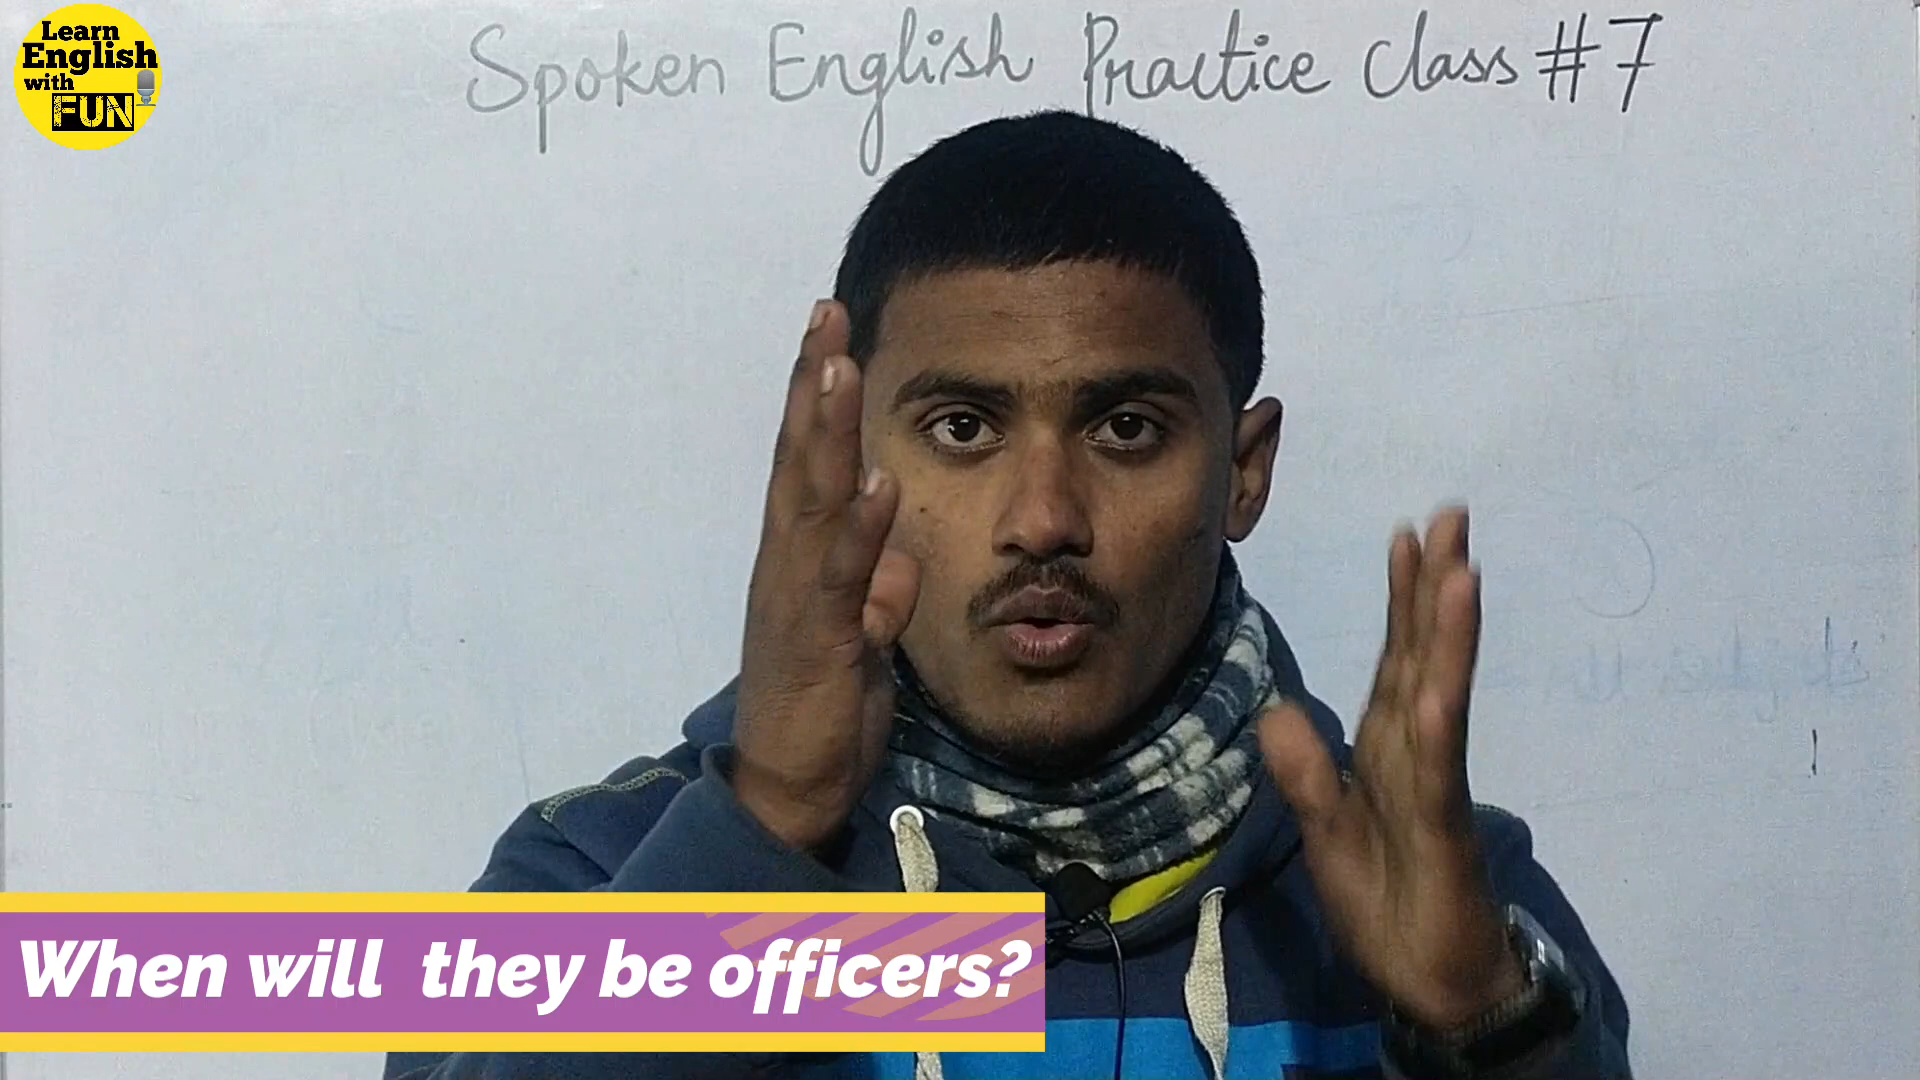 Learn
English
with
FUN
Spoken English Practice Class #7
When will they be officers?